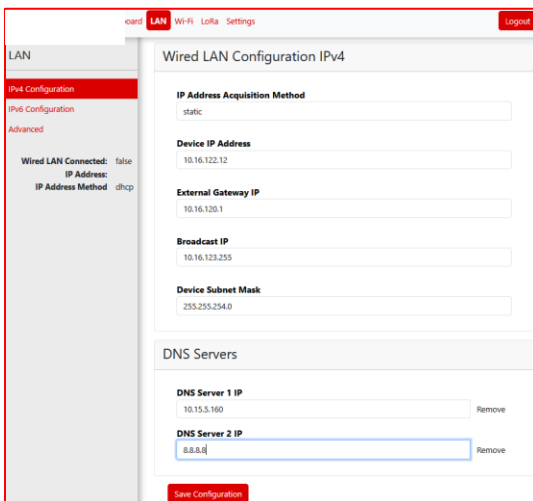 oard LAN Wi-Fi LoRa Settings Logout
LAN
IPv4 Configuration
IPv6 Configuration
Advanced
Wired LAN Connected: false
IP Address:
IP Address Method dhcp
Wired LAN Configuration IPv4
IP Address Acquisition Method
static
Device IP Address
10.16.122.12
External Gateway IP
10.16.120.1
Broadcast IP
10.16.123.255
Device Subnet Mask
255.255.254.0
DNS Servers
DNS Server 1 IP
10.15.5.160 Remove
DNS Server 2 IP
8.8.8.8 Remove
Save Configuration